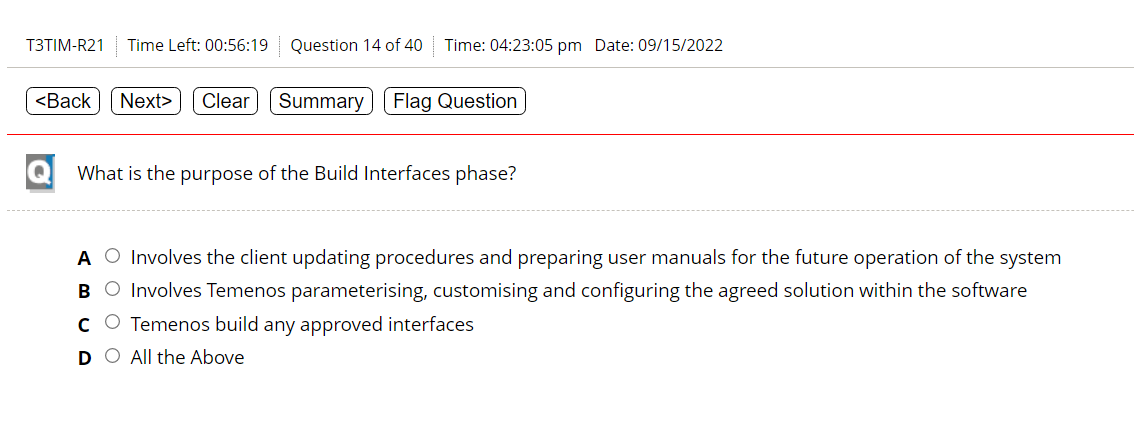 T3TIM-R21 Time Left: 00:56:19 Question 14 of 40 Time: 04:23:05 pm Date: 09/15/2022
<Back Next> Clear Summary Flag Question
Q What is the purpose of the Build Interfaces phase?
A Involves the client updating procedures and preparing user manuals for the future operation of the system
B Involves Temenos parameterising, customising and configuring the agreed solution within the software
C Temenos build any approved interfaces
D All the Above